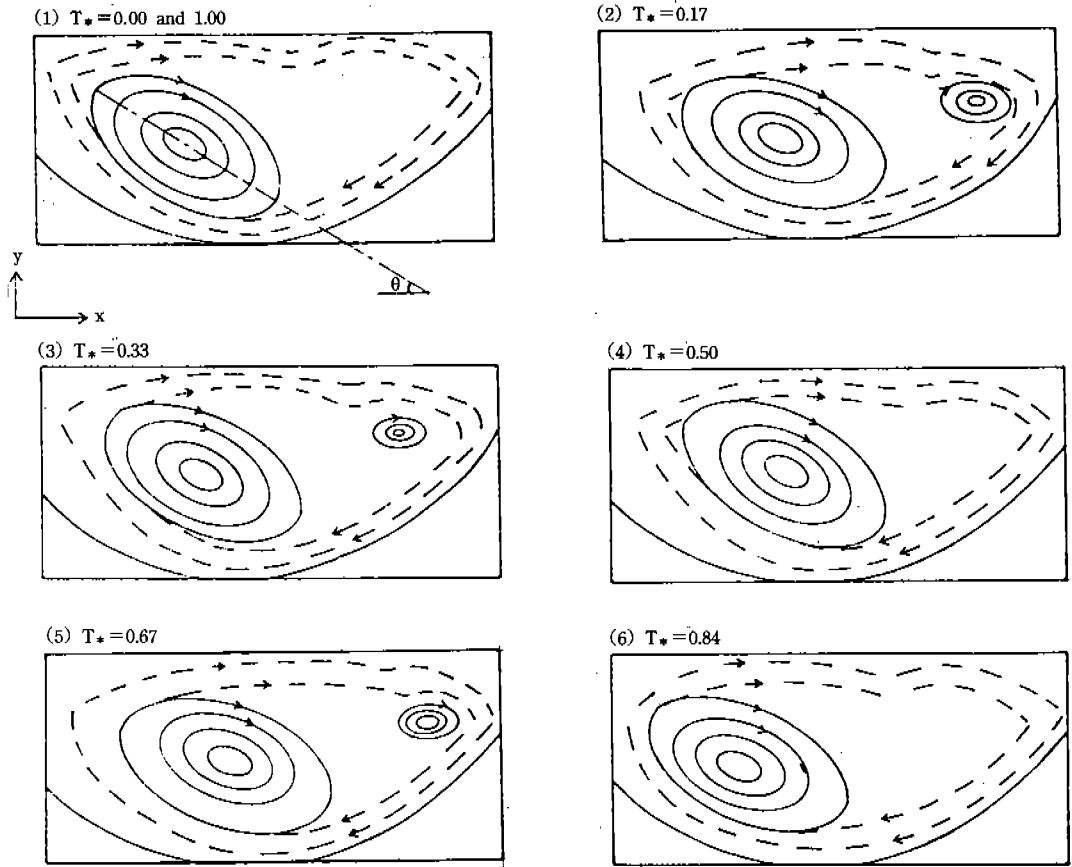 (1) T* = 0.00 and 1.00
(2) T* = 0.17
θ
y
x
(3) T* = 0.33
(4) T* = 0.50
(5) T* = 0.67
(6) T* = 0.84